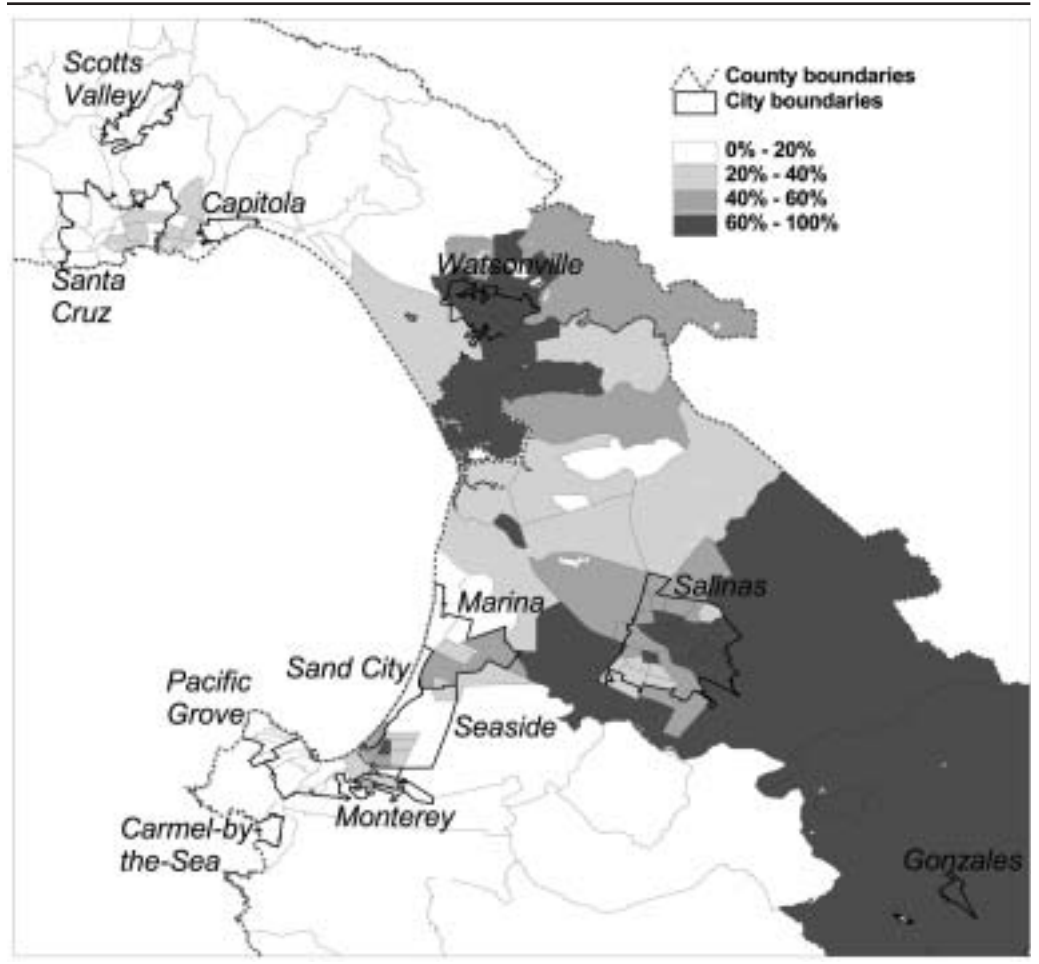 Scotts
Valley
County boundaries
City boundaries
0% - 20%
20% - 40%
40% - 60%
60% - 100%
Capitola
Santa
Cruz
Watsonville
Salinas
Marina
Sand City
Pacific
Grove
Seaside
Monterey
Carmel-by-
the-Sea
Gonzales